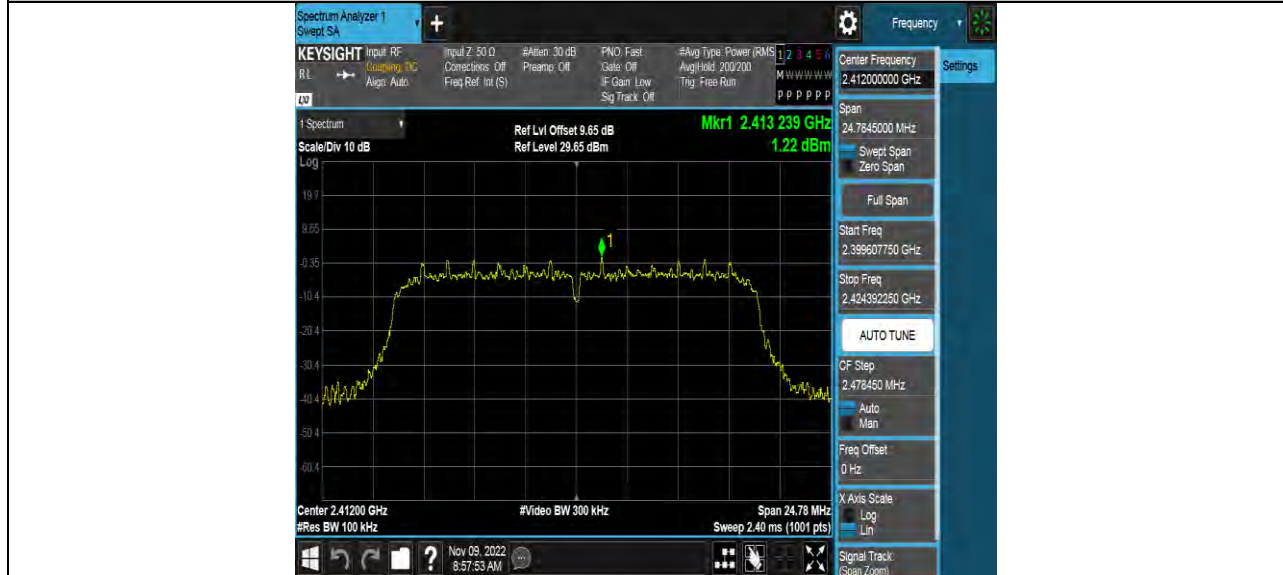 Spectrum Analyzer 1
Swept SA
+
Frequency
KEYSIGHT
Input: RF
Coupling: DC
Align: Auto
RL
Input Z: 50 Ω
Corrections: Off
Freq Ref: Int (S)
#Atten: 30 dB
Preamp: Off
PNO: Fast
Gate: Off
IF Gain: Low
Sig Track: Off
#Avg Type: Power (RMS
Avg|Hold: 200/200
Trig: Free Run
1 2 3 4 5 6
M W W W W W
P P P P P P
1 Spectrum
Scale/Div 10 dB
Log
Ref Lvl Offset 9.65 dB
Ref Level 29.65 dBm
Mkr1 2.413 239 GHz
1.22 dBm
1
19.7
9.65
-0.35
-10.4
-20.4
-30.4
-40.4
-50.4
-60.4
Center 2.41200 GHz
#Res BW 100 kHz
#Video BW 300 kHz
Span 24.78 MHz
Sweep 2.40 ms (1001 pts)
Center Frequency
2.412000000 GHz
Settings
Span
24.7845000 MHz
Swept Span
Zero Span
Full Span
Start Freq
2.399607750 GHz
Stop Freq
2.424392250 GHz
AUTO TUNE
CF Step
2.478450 MHz
Auto
Man
Freq Offset
0 Hz
X Axis Scale
Log
Lin
Signal Track
(Span Zoom)
?
Nov 09, 2022
8:57:53 AM